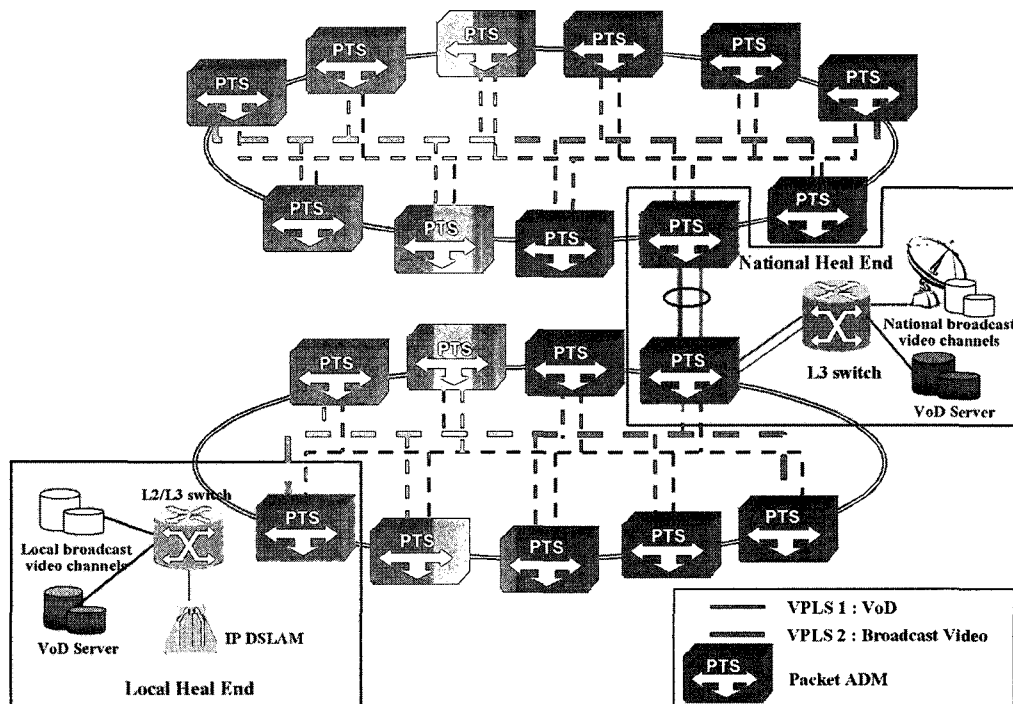 PTS
PTS
PTS
PTS
PTS
PTS
PTS
PTS
PTS
PTS
PTS
National Heal End
National broadcast
video channels
L3 switch
VoD Server
PTS
PTS
PTS
PTS
L2/L3 switch
Local broadcast
video channels
VoD Server
IP DSLAM
Local Heal End
PTS
PTS
PTS
PTS
PTS
VPLS 1 : VoD
VPLS 2 : Broadcast Video
PTS
Packet ADM